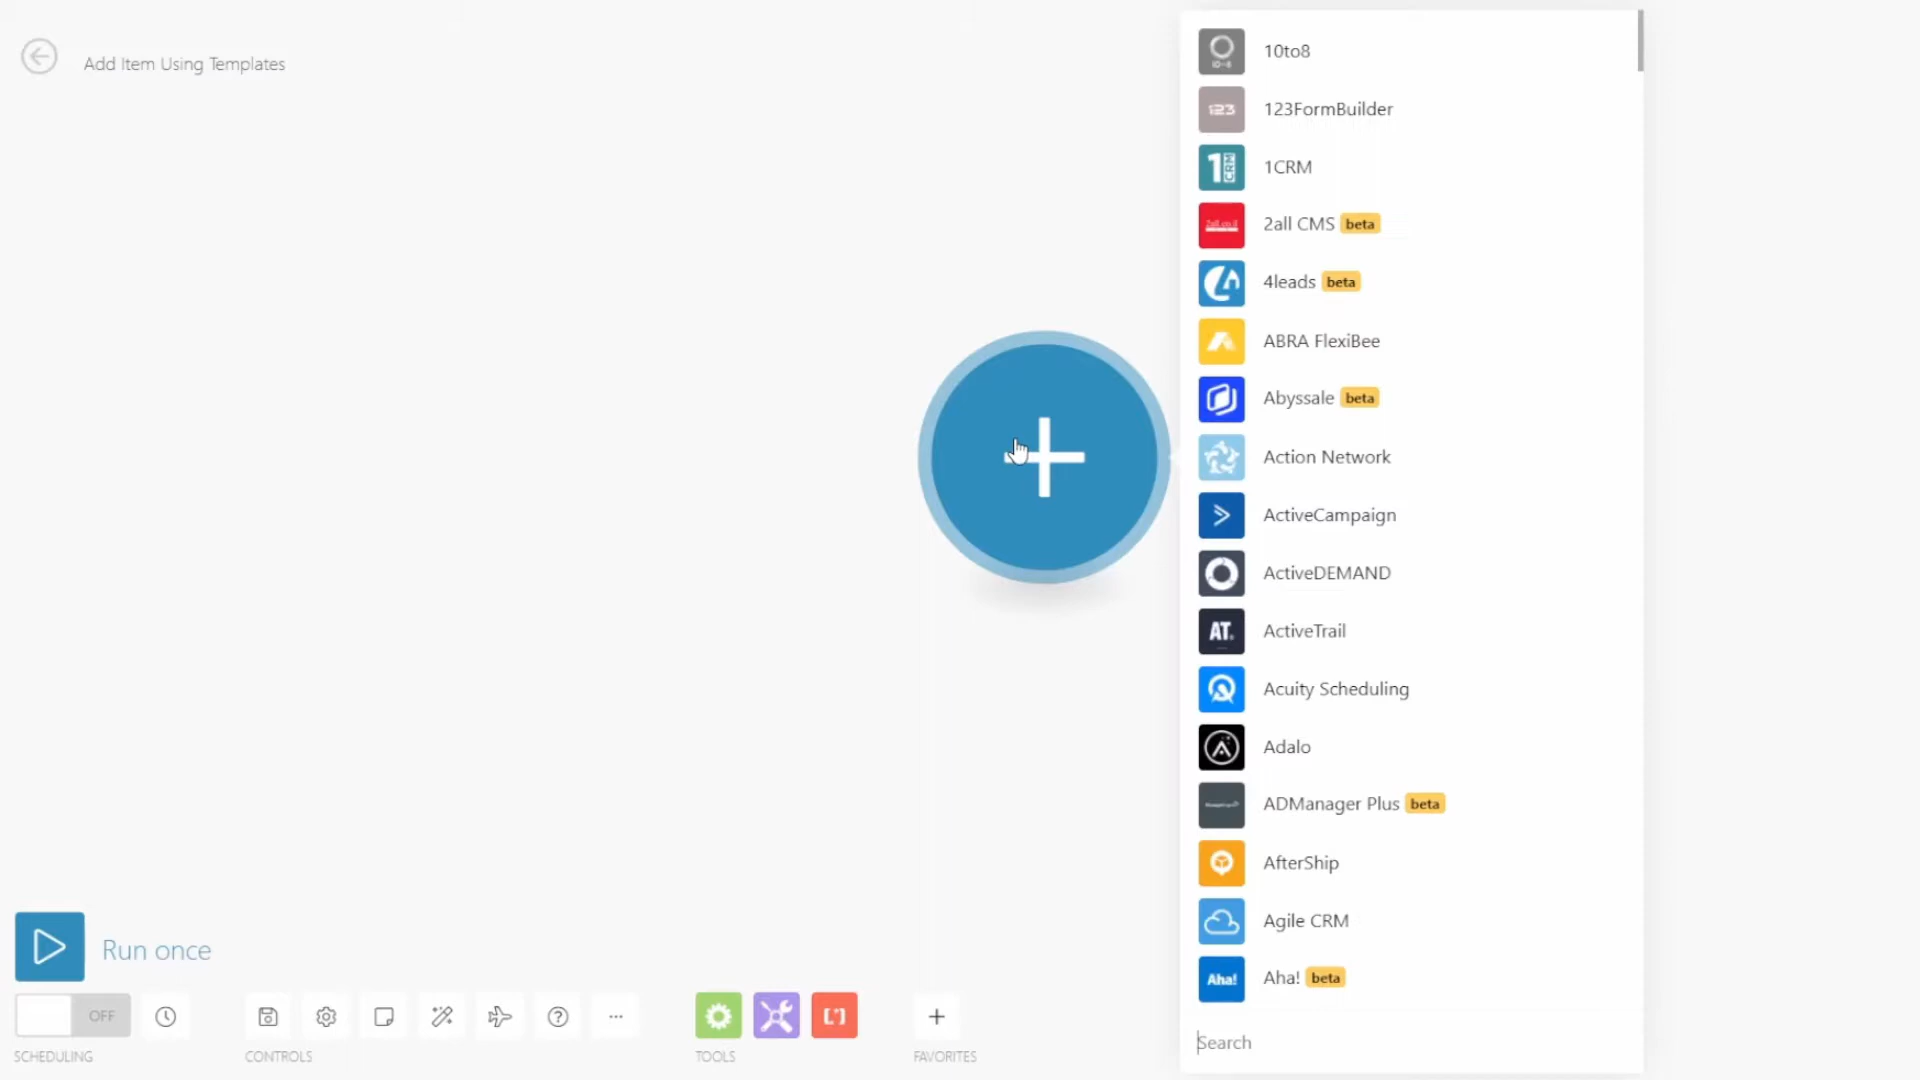 Add Item Using Templates
10to8
123FormBuilder
1CRM
2all CMS beta
4leads beta
ABRA FlexiBee
Abyssale beta
Action Network
ActiveCampaign
ActiveDEMAND
AT. ActiveTrail
Acuity Scheduling
Adalo
ADManager Plus beta
AfterShip
Agile CRM
Aha! Aha! beta
Search
Run once
OFF
SCHEDULING
CONTROLS
TOOLS
FAVORITES